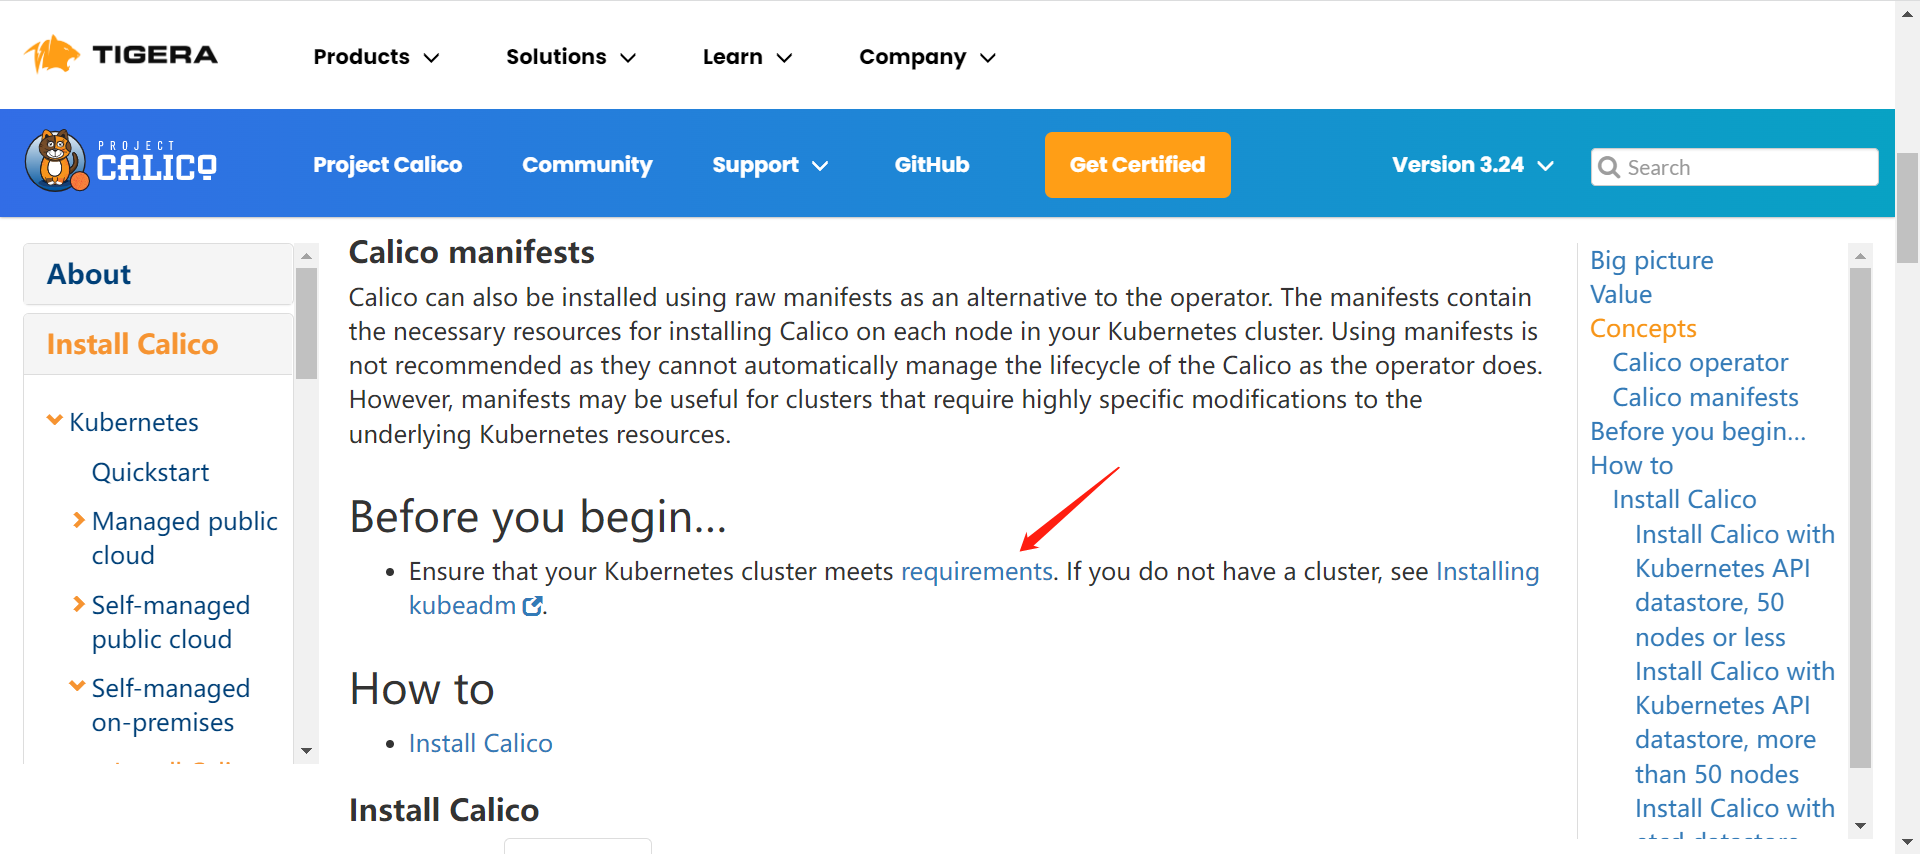 TIGERA
Products
Solutions
Learn
Company
PROJECT
CALICO
Project Calico
Community
Support
GitHub
Get Certified
Version 3.24
Search
About
Install Calico
Kubernetes
Quickstart
Managed public
cloud
Self-managed
public cloud
Self-managed
on-premises
Calico manifests
Calico can also be installed using raw manifests as an alternative to the operator. The manifests contain
the necessary resources for installing Calico on each node in your Kubernetes cluster. Using manifests is
not recommended as they cannot automatically manage the lifecycle of the Calico as the operator does.
However, manifests may be useful for clusters that require highly specific modifications to the
underlying Kubernetes resources.
Before you begin...
• Ensure that your Kubernetes cluster meets requirements. If you do not have a cluster, see Installing
kubeadm.
How to
• Install Calico
Install Calico
Big picture
Value
Concepts
Calico operator
Calico manifests
Before you begin...
How to
Install Calico
Install Calico with
Kubernetes API
datastore, 50
nodes or less
Install Calico with
Kubernetes API
datastore, more
than 50 nodes
Install Calico with